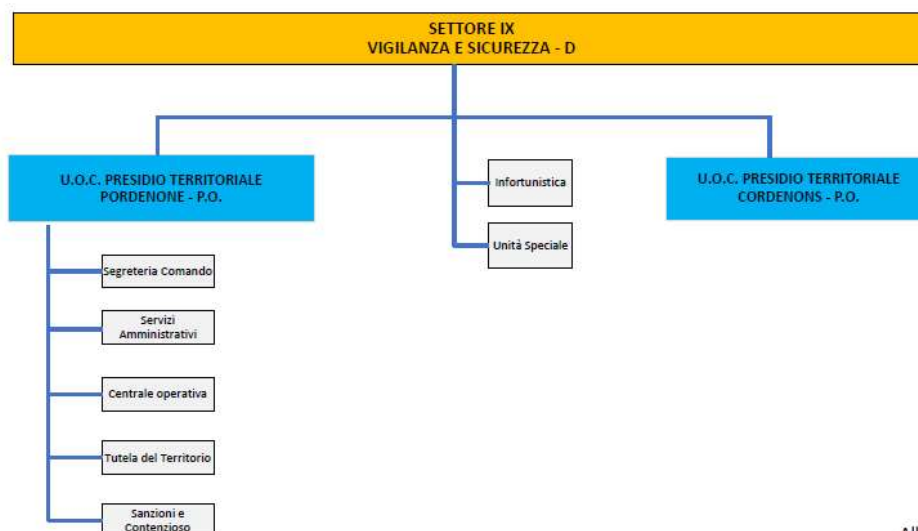 SETTORE IX
VIGILANZA E SICUREZZA - D
U.O.C. PRESIDIO TERRITORIALE
PORDENONE - P.O.
Infortunistica
U.O.C. PRESIDIO TERRITORIALE
CORDENONS - P.O.
Unità Speciale
Segreteria Comando
Servizi
Amministrativi
Centrale operativa
Tutela del Territorio
Sanzioni e
Contenzioso